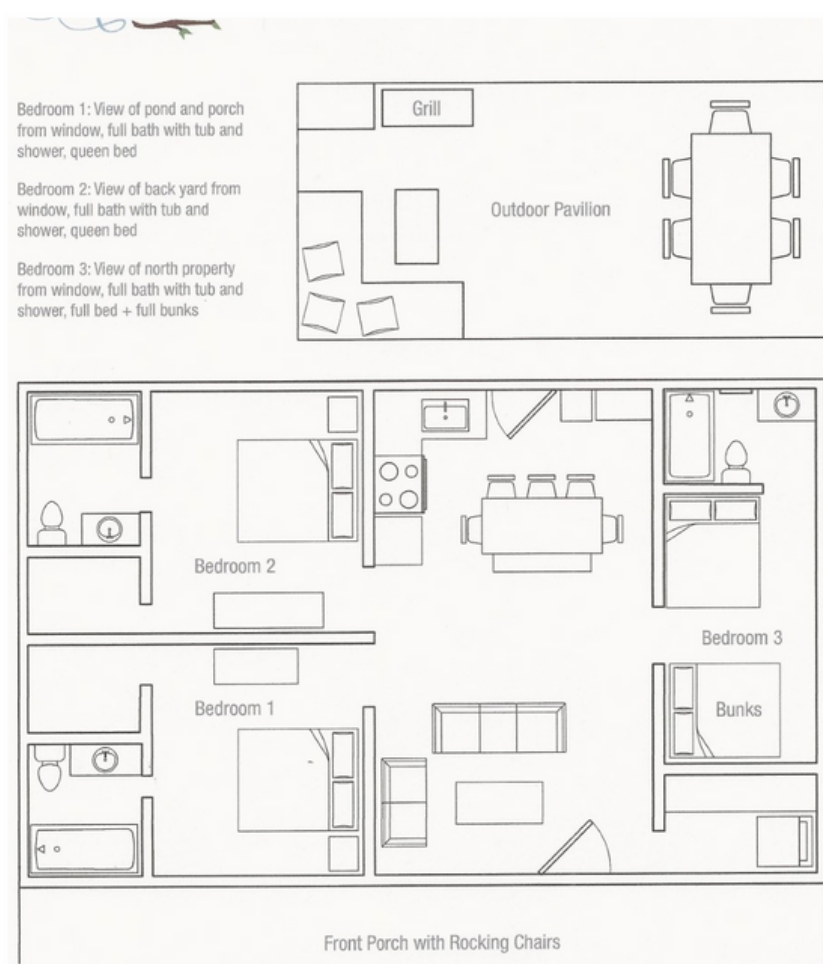 Bedroom 1: View of pond and porch
from window, full bath with tub and
shower, queen bed
Bedroom 2: View of back yard from
window, full bath with tub and
shower, queen bed
Bedroom 3: View of north property
from window, full bath with tub and
shower, full bed + full bunks
Grill
Outdoor Pavilion
Bedroom 2
Bedroom 3
Bedroom 1
Bunks
Front Porch with Rocking Chairs